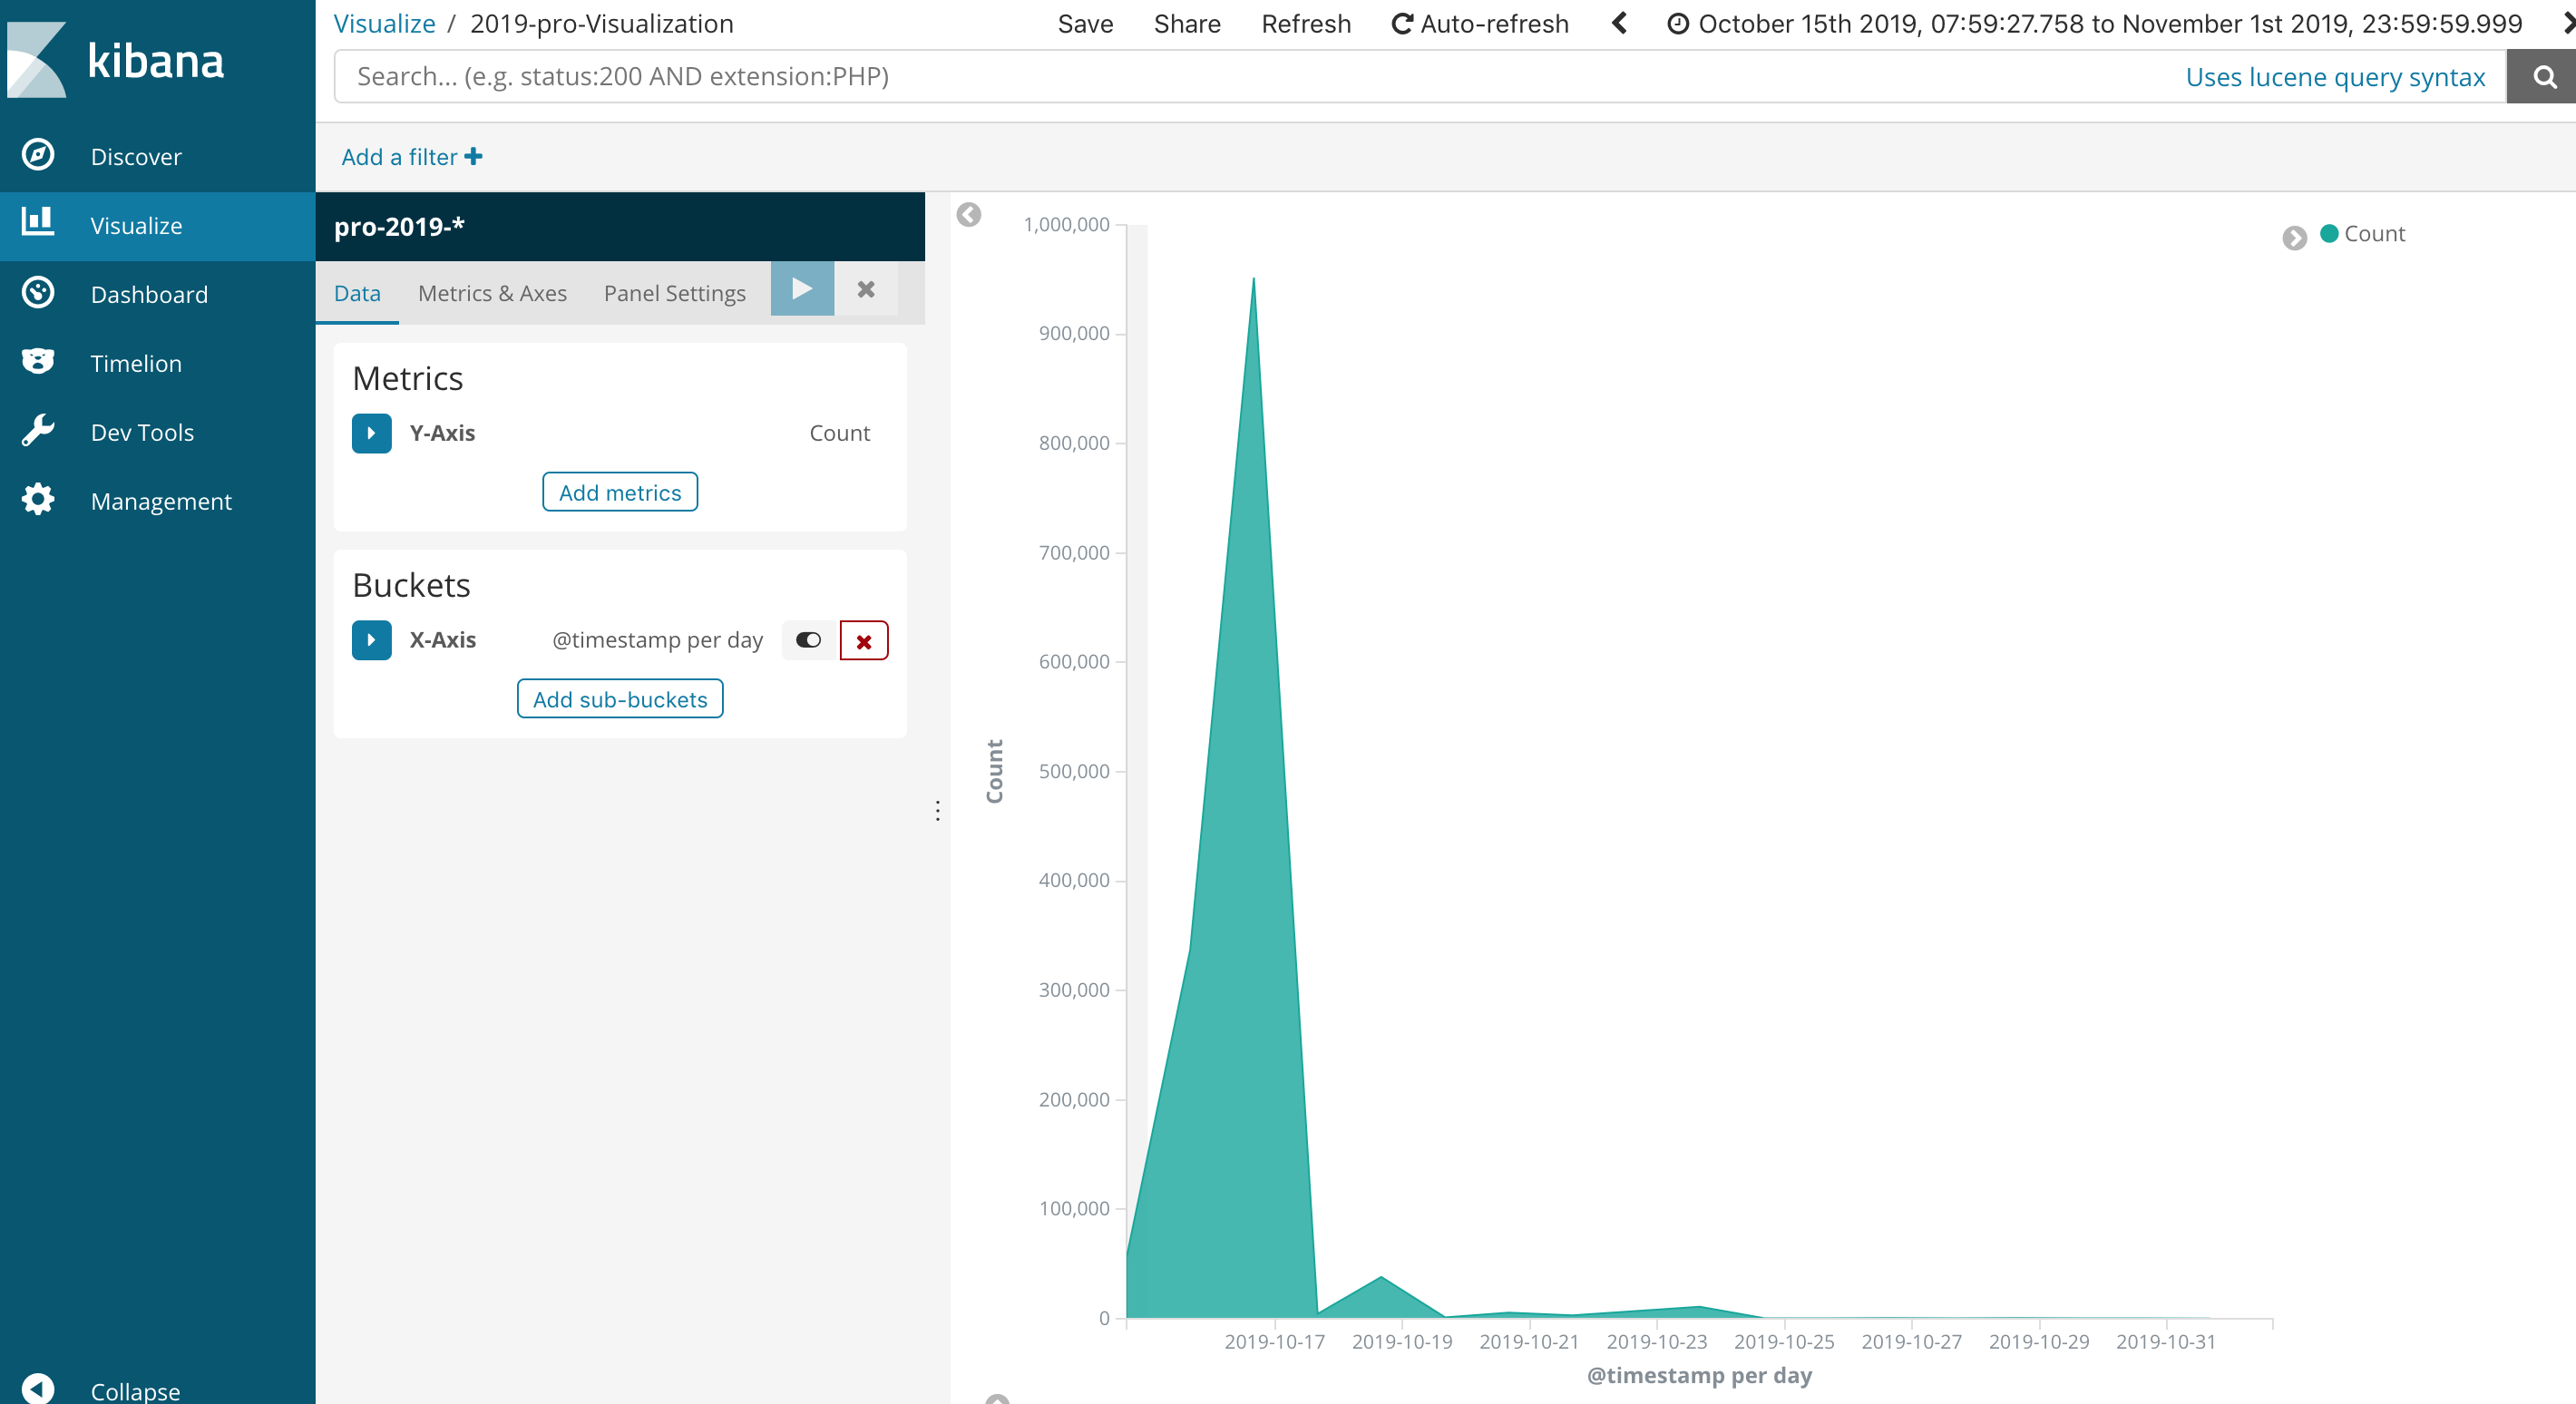 kibana
Discover
Visualize
Dashboard
Timelion
Dev Tools
Management
Collapse
Visualize / 2019-pro-Visualization
Save Share Refresh Auto-refresh October 15th 2019, 07:59:27.758 to November 1st 2019, 23:59:59.999
Search... (e.g. status:200 AND extension:PHP) Uses lucene query syntax
Add a filter
pro-2019-*
Data Metrics & Axes Panel Settings
Metrics
Y-Axis Count
Add metrics
Buckets
X-Axis @timestamp per day
Add sub-buckets
Count
1,000,000
900,000
800,000
700,000
600,000
500,000
400,000
300,000
200,000
100,000
0
Count
2019-10-17 2019-10-19 2019-10-21 2019-10-23 2019-10-25 2019-10-27 2019-10-29 2019-10-31
@timestamp per day